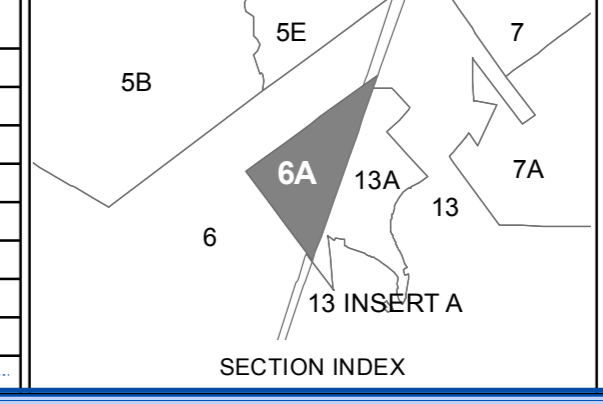 5E
7
5B
6A
13A
7A
13
6
13 INSERT A
SECTION INDEX